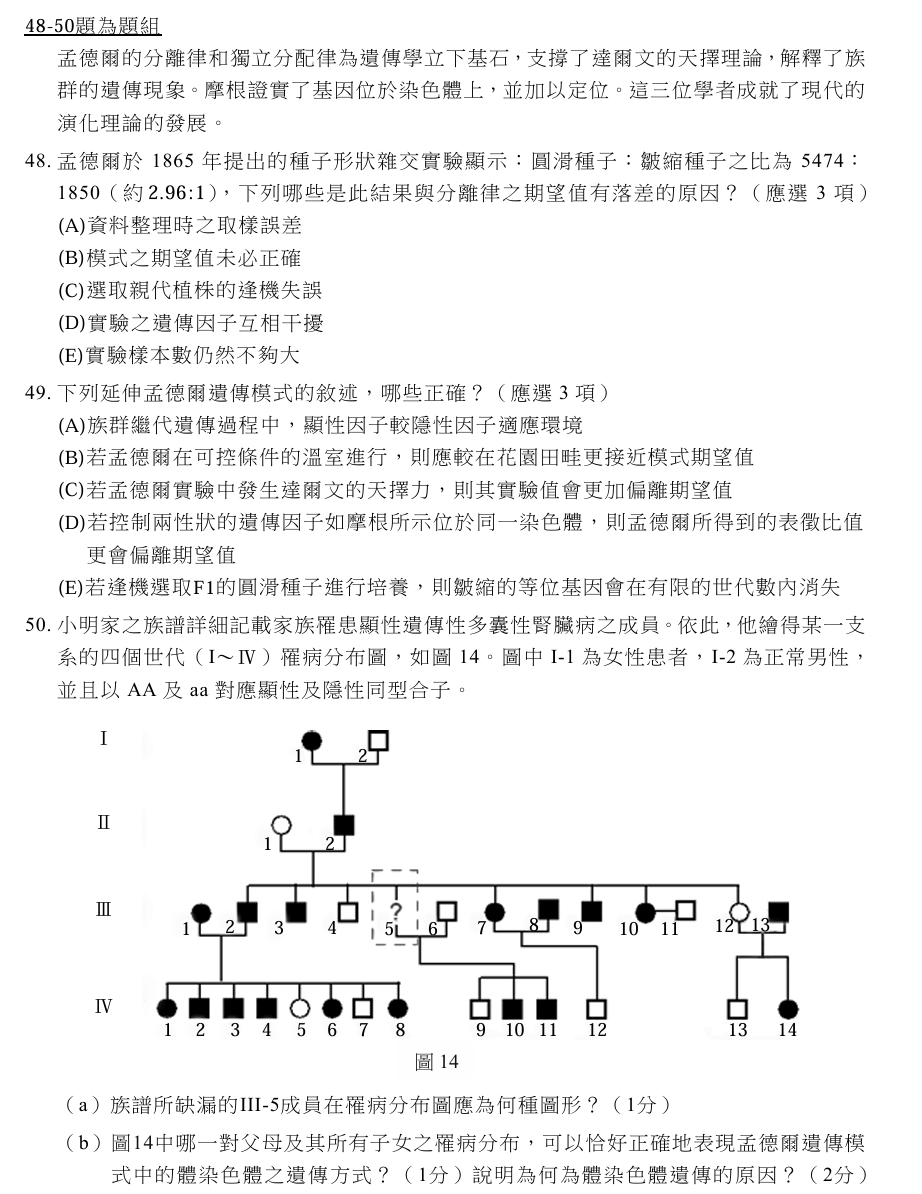 48-50題為題組
孟德爾的分離律和獨立分配律為遺傳學立下基石，支撐了達爾文的天擇理論，解釋了族
群的遺傳現象。摩根證實了基因位於染色體上，並加以定位。這三位學者成就了現代的
演化理論的發展。
48. 孟德爾於 1865 年提出的種子形狀雜交實驗顯示：圓滑種子：皺縮種子之比為 5474：
1850（約 2.96:1），下列哪些是此結果與分離律之期望值有落差的原因？（應選 3 項）
(A)資料整理時之取樣誤差
(B)模式之期望值未必正確
(C)選取親代植株的逢機失誤
(D)實驗之遺傳因子互相干擾
(E)實驗樣本數仍然不夠大
49. 下列延伸孟德爾遺傳模式的敘述，哪些正確？（應選 3 項）
(A)族群繼代遺傳過程中，顯性因子較隱性因子適應環境
(B)若孟德爾在可控條件的溫室進行，則應較在花園田畦更接近模式期望值
(C)若孟德爾實驗中發生達爾文的天擇力，則其實驗值會更加偏離期望值
(D)若控制兩性狀的遺傳因子如摩根所示位於同一染色體，則孟德爾所得到的表徵比值
更會偏離期望值
(E)若逢機選取F1的圓滑種子進行培養，則皺縮的等位基因會在有限的世代數內消失
50. 小明家之族譜詳細記載家族罹患顯性遺傳性多囊性腎臟病之成員。依此，他繪得某一支
系的四個世代（I～Ⅳ）罹病分布圖，如圖 14。圖中 I-1 為女性患者，I-2 為正常男性，
並且以 AA 及 aa 對應顯性及隱性同型合子。
Ⅰ
1 2
Ⅱ
1 2
Ⅲ
?
1 2 3 4 5 6 7 8 9 10 11 12 13
Ⅳ
1 2 3 4 5 6 7 8 9 10 11 12 13 14
圖 14
（a）族譜所缺漏的III-5成員在罹病分布圖應為何種圖形？（1分）
（b）圖14中哪一對父母及其所有子女之罹病分布，可以恰好正確地表現孟德爾遺傳模
式中的體染色體之遺傳方式？（1分）說明為何為體染色體遺傳的原因？（2分）